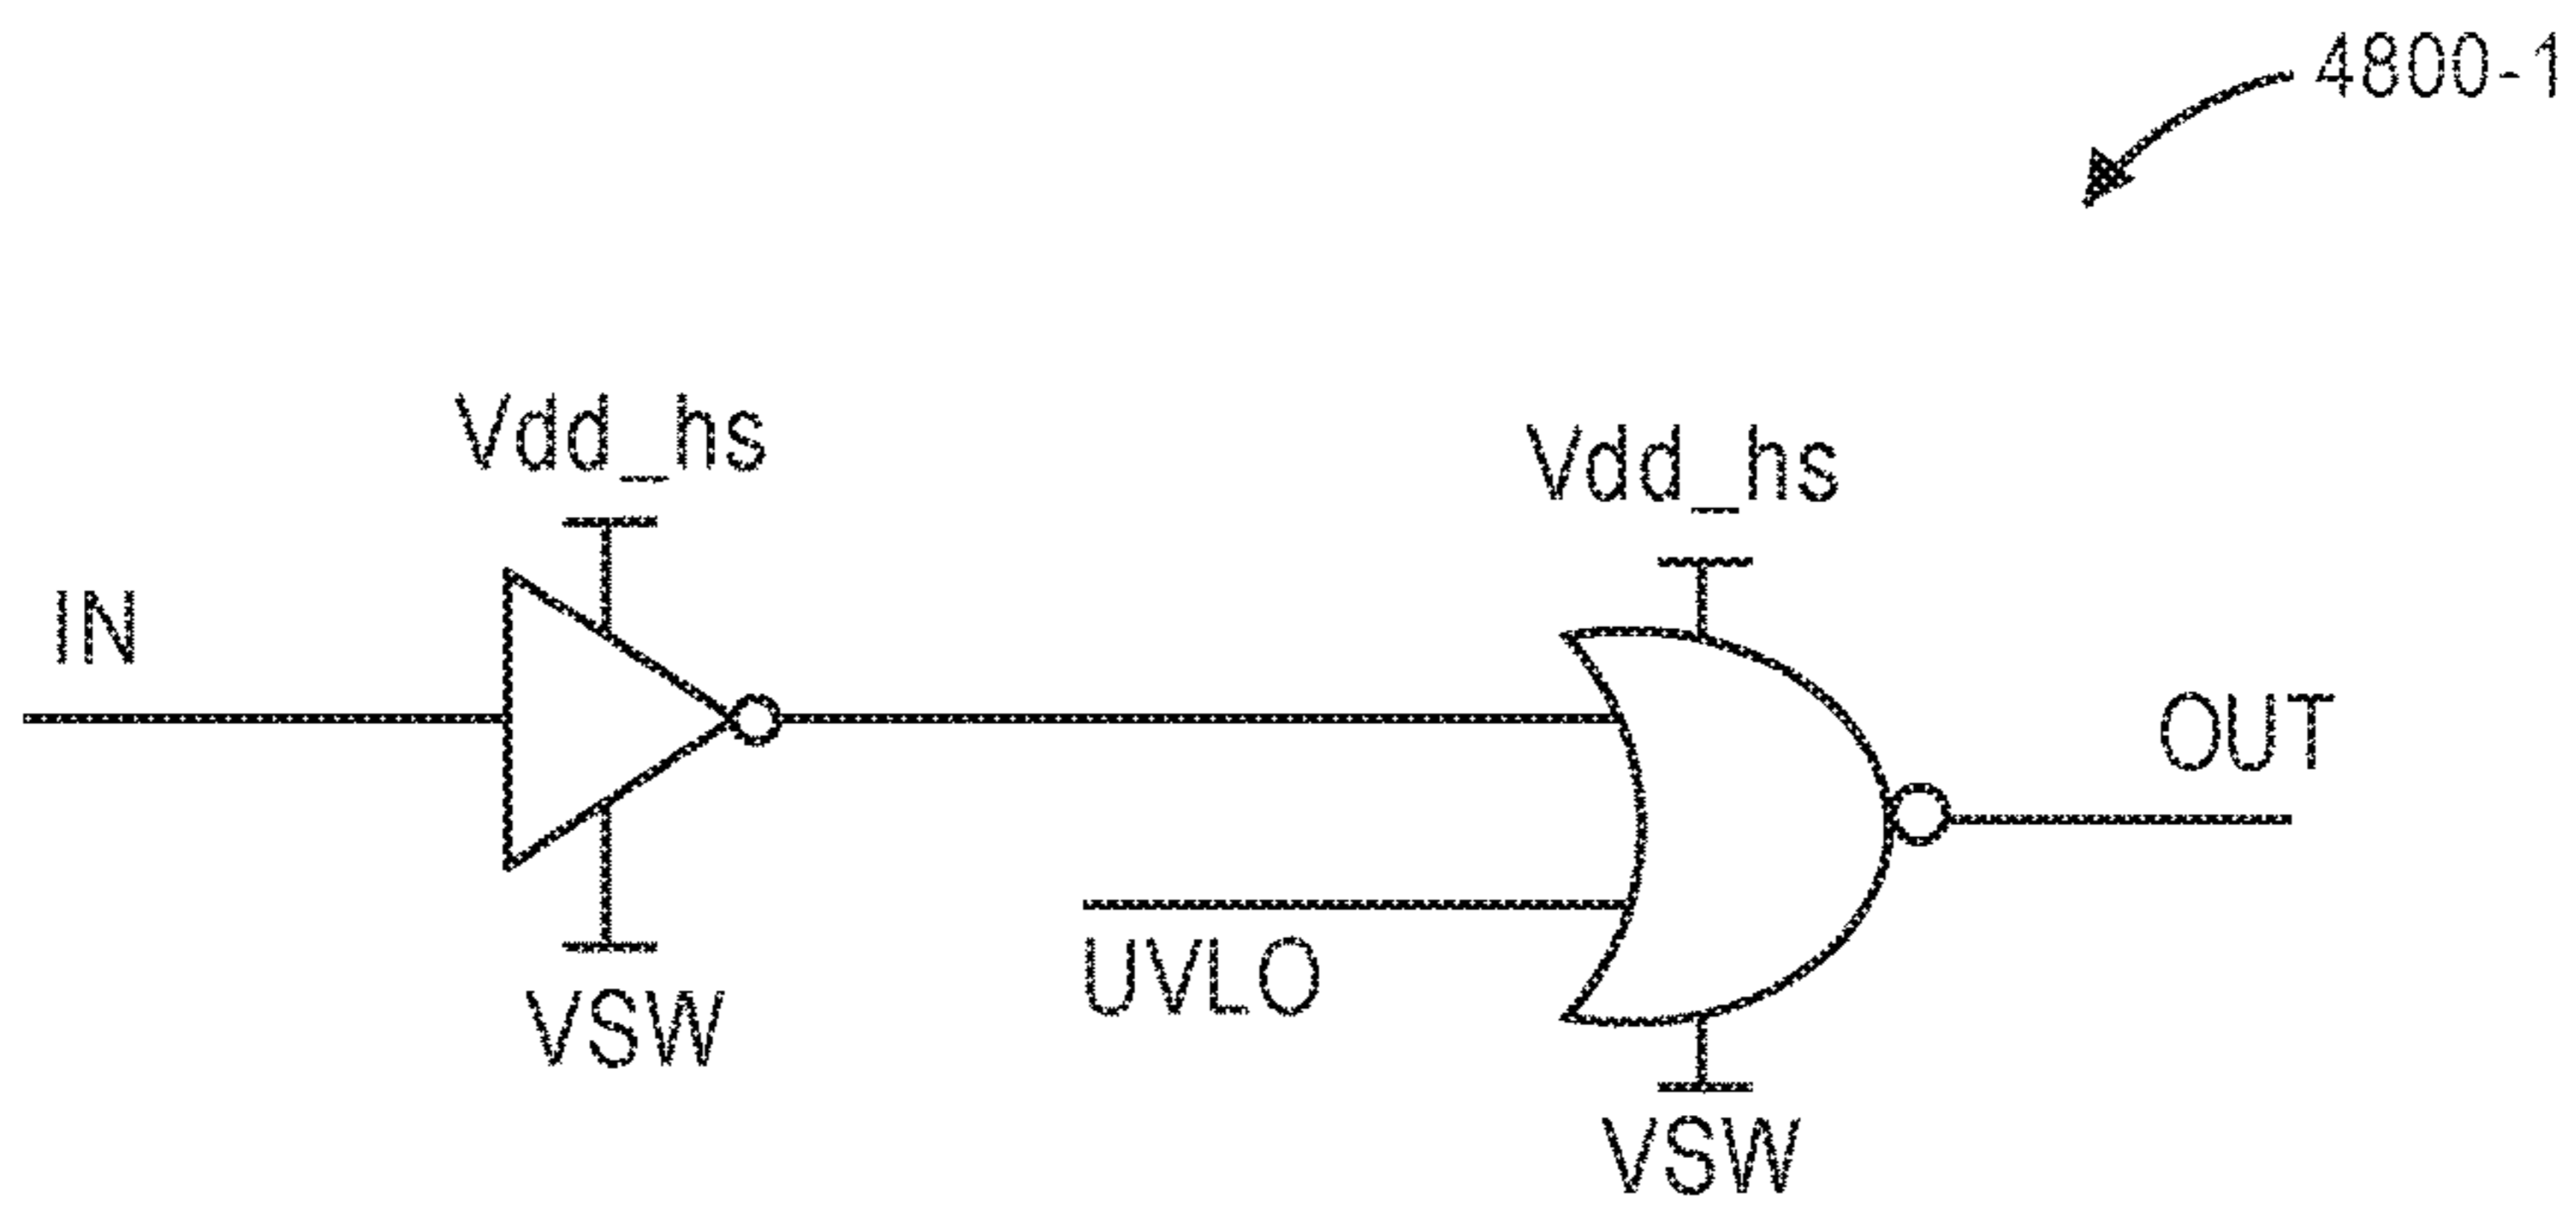 4800-1
Vdd_hs
Vdd_hs
IN
OUT
UVLO
VSW
VSW